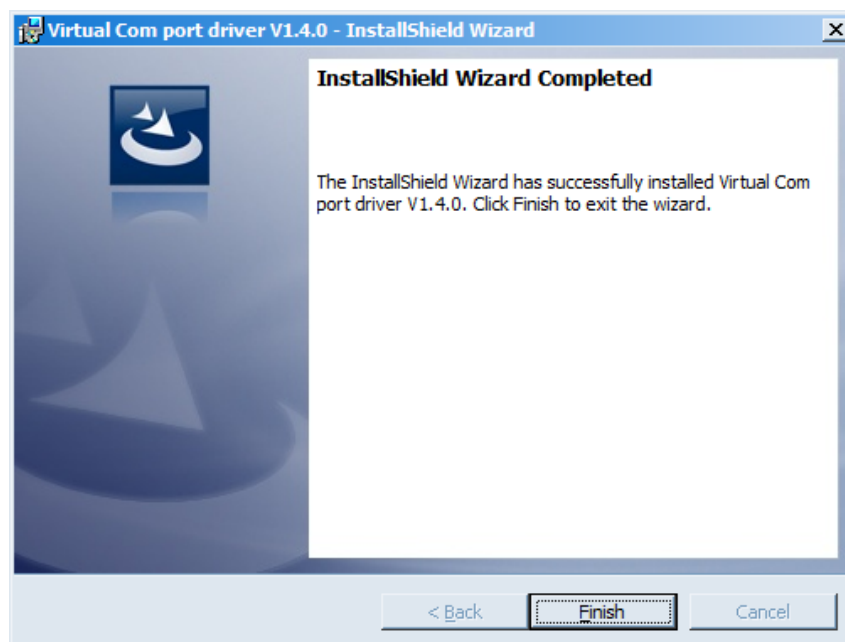 Virtual Com port driver V1.4.0 - InstallShield Wizard
InstallShield Wizard Completed
The InstallShield Wizard has successfully installed Virtual Com
port driver V1.4.0. Click Finish to exit the wizard.
< Back
Finish
Cancel